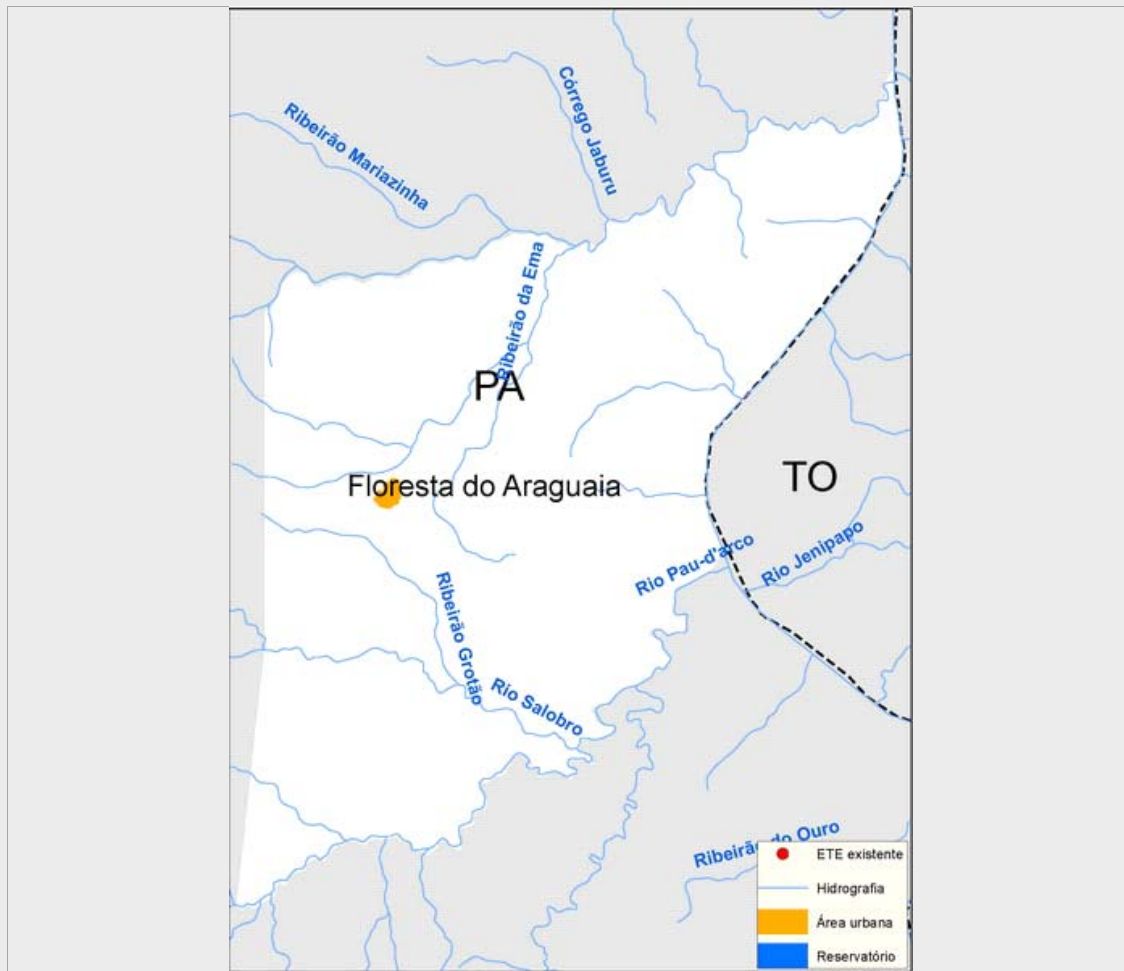 Córrego Jaburu
Ribeirão Mariazinha
Ribeirão da Ema
PA
TO
Floresta do Araguaia
Rio Pau-d'arco
Rio Jenipapo
Ribeirão Grotão
Rio Salobro
Ribeirão do Ouro
ETE existente
Hidrografia
Área urbana
Reservatório